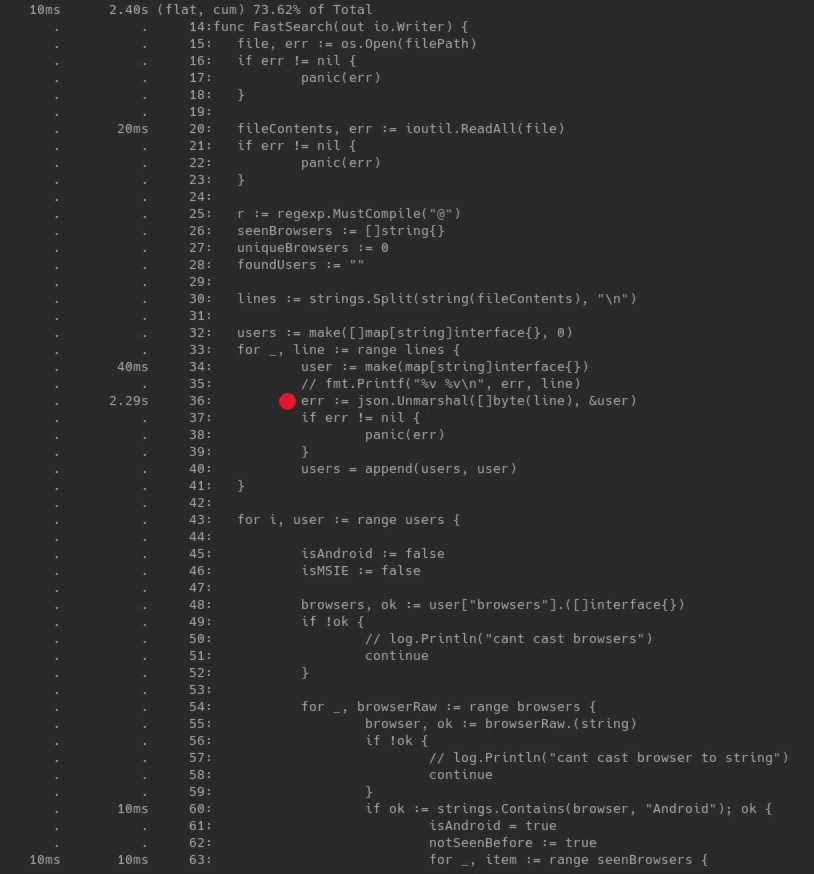 10ms 2.40s (flat, cum) 73.62% of Total
. . 14:func FastSearch(out io.Writer) {
. . 15: file, err := os.Open(filePath)
. . 16: if err != nil {
. . 17: panic(err)
. . 18: }
. . 19:
. 20ms 20: fileContents, err := ioutil.ReadAll(file)
. . 21: if err != nil {
. . 22: panic(err)
. . 23: }
. . 24:
. . 25: r := regexp.MustCompile("@")
. . 26: seenBrowsers := []string{}
. . 27: uniqueBrowsers := 0
. . 28: foundUsers := ""
. . 29:
. . 30: lines := strings.Split(string(fileContents), "\n")
. . 31:
. . 32: users := make([]map[string]interface{}, 0)
. . 33: for _, line := range lines {
. 40ms 34: user := make(map[string]interface{})
. . 35: // fmt.Printf("%v %v\n", err, line)
. 2.29s 36: err := json.Unmarshal([]byte(line), &user)
. . 37: if err != nil {
. . 38: panic(err)
. . 39: }
. . 40: users = append(users, user)
. . 41: }
. . 42:
. . 43: for i, user := range users {
. . 44:
. . 45: isAndroid := false
. . 46: isMSIE := false
. . 47:
. . 48: browsers, ok := user["browsers"].([]interface{})
. . 49: if !ok {
. . 50: // log.Println("cant cast browsers")
. . 51: continue
. . 52: }
. . 53:
. . 54: for _, browserRaw := range browsers {
. . 55: browser, ok := browserRaw.(string)
. . 56: if !ok {
. . 57: // log.Println("cant cast browser to string")
. . 58: continue
. . 59: }
. 10ms 60: if ok := strings.Contains(browser, "Android"); ok {
. . 61: isAndroid = true
. . 62: notSeenBefore := true
10ms 10ms 63: for _, item := range seenBrowsers {